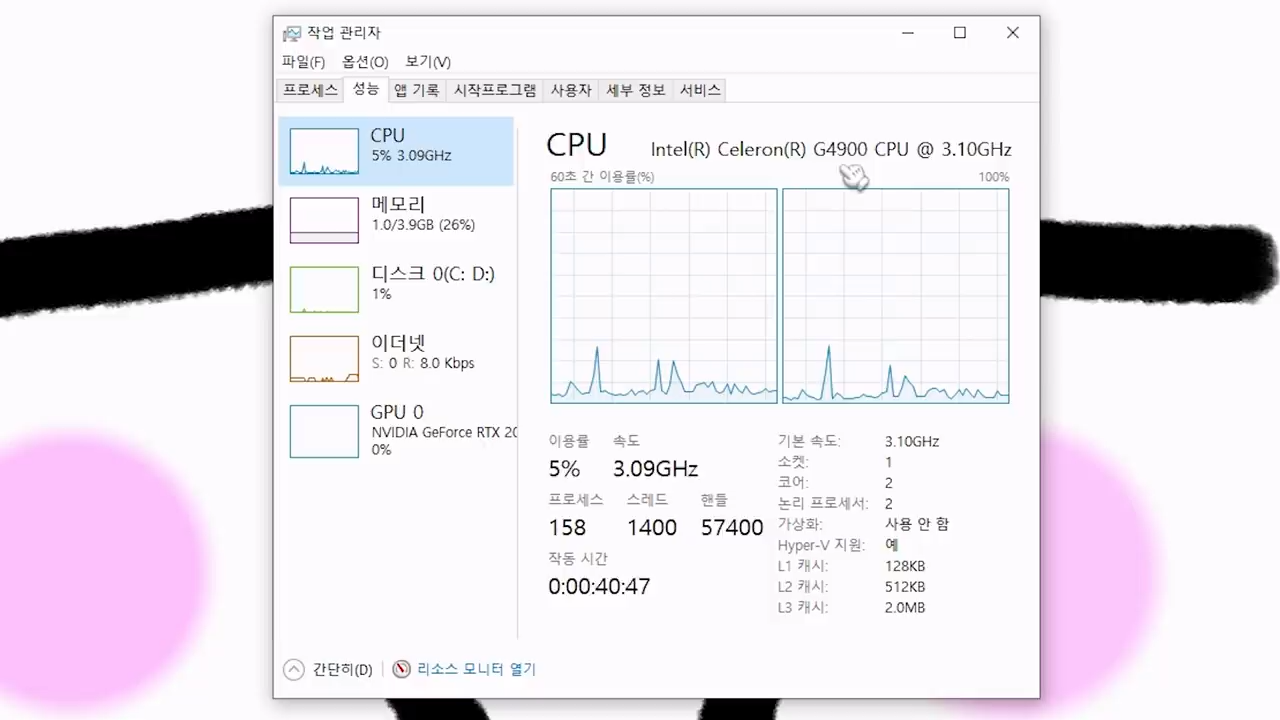 작업 관리자
파일(F) 옵션(O) 보기(V)
프로세스 성능 앱 기록 시작프로그램 사용자 세부 정보 서비스
CPU
5% 3.09GHz
메모리
1.0/3.9GB (26%)
디스크 0(C: D:)
1%
이더넷
S: 0 R: 8.0 Kbps
GPU 0
NVIDIA GeForce RTX 20
0%
CPU Intel(R) Celeron(R) G4900 CPU @ 3.10GHz
60초 간 이용률(%) 100%
이용률 속도
5% 3.09GHz
프로세스 스레드 핸들
158 1400 57400
작동 시간
0:00:40:47
기본 속도: 3.10GHz
소켓: 1
코어: 2
논리 프로세서: 2
가상화: 사용 안 함
Hyper-V 지원: 예
L1 캐시: 128KB
L2 캐시: 512KB
L3 캐시: 2.0MB
간단히(D) 리소스 모니터 열기